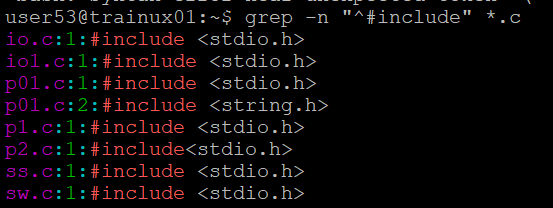 user53@trainux01:~$ grep -n "^#include" *.c
io.c:1:#include <stdio.h>
io1.c:1:#include <stdio.h>
p01.c:1:#include <stdio.h>
p01.c:2:#include <string.h>
p1.c:1:#include <stdio.h>
p2.c:1:#include<stdio.h>
ss.c:1:#include <stdio.h>
sw.c:1:#include <stdio.h>